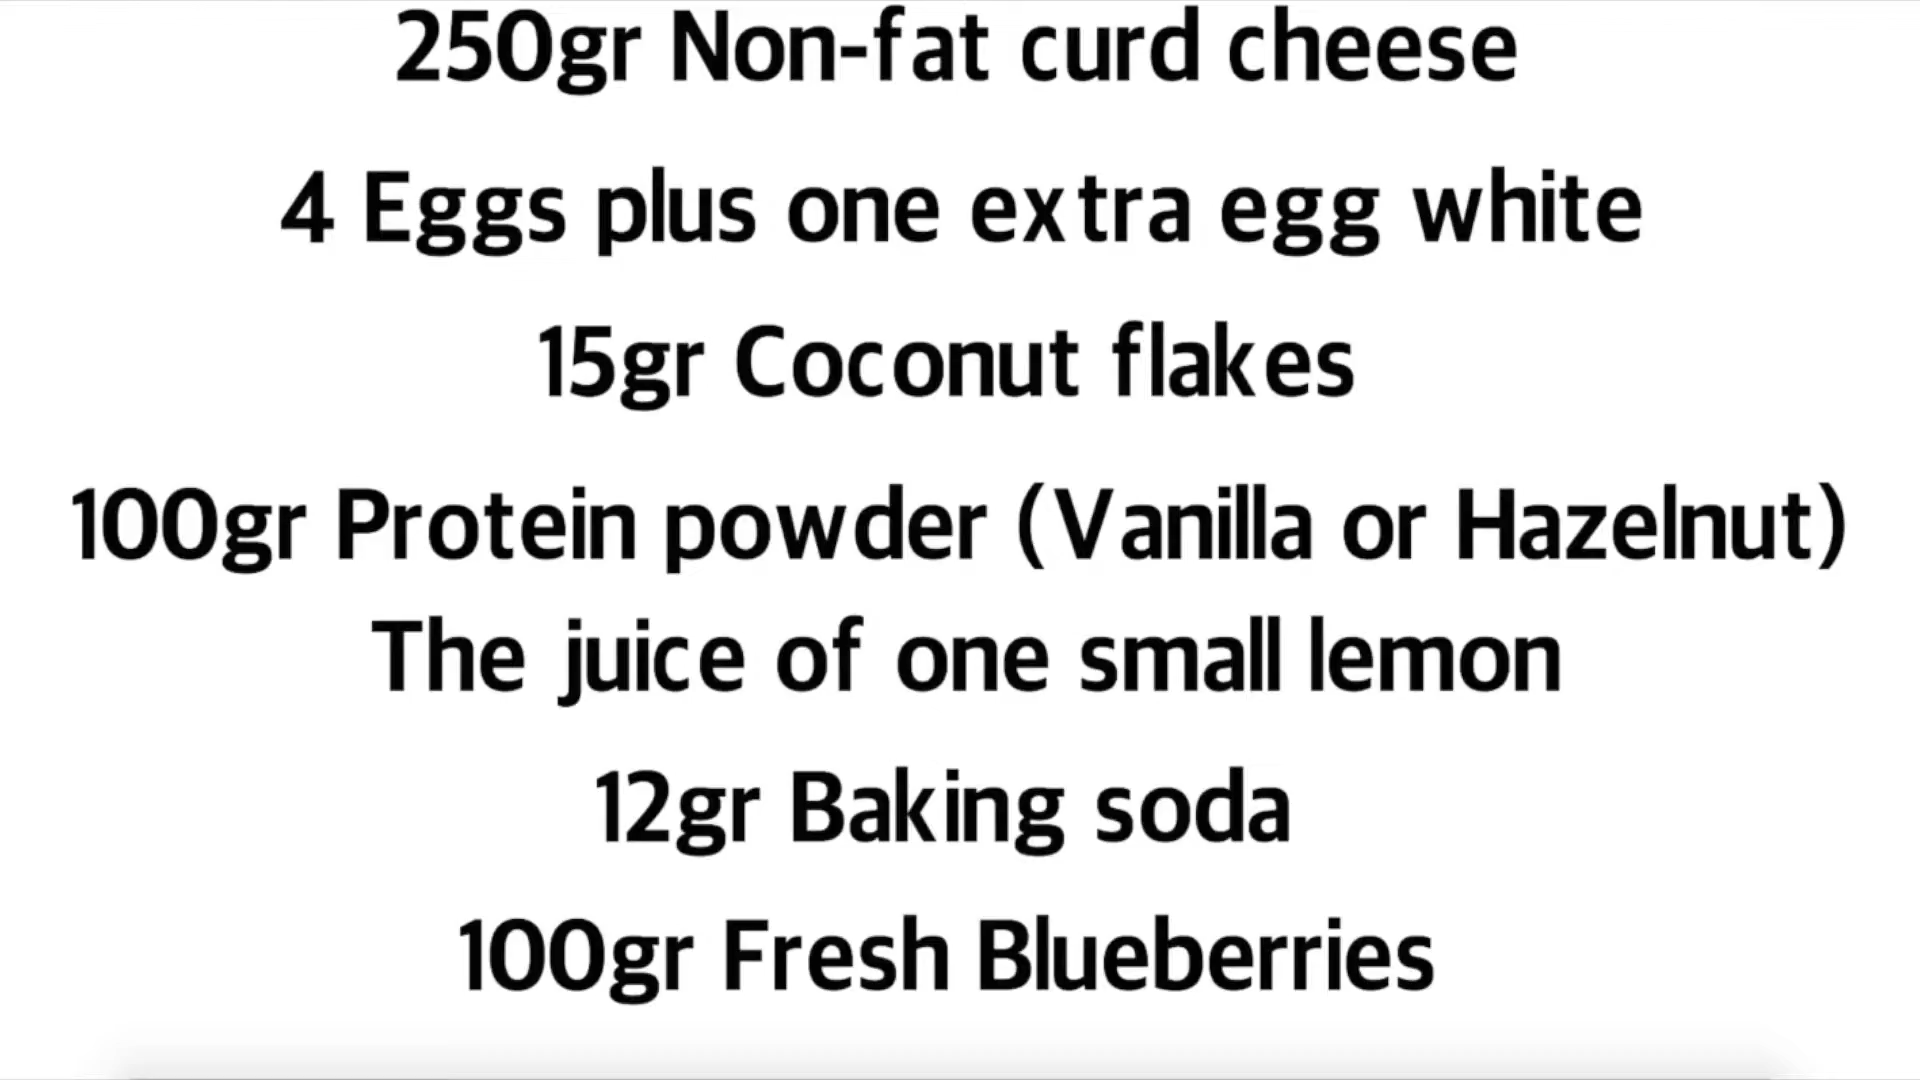 250gr Non-fat curd cheese
4 Eggs plus one extra egg white
15gr Coconut flakes
100gr Protein powder (Vanilla or Hazelnut)
The juice of one small lemon
12gr Baking soda
100gr Fresh Blueberries